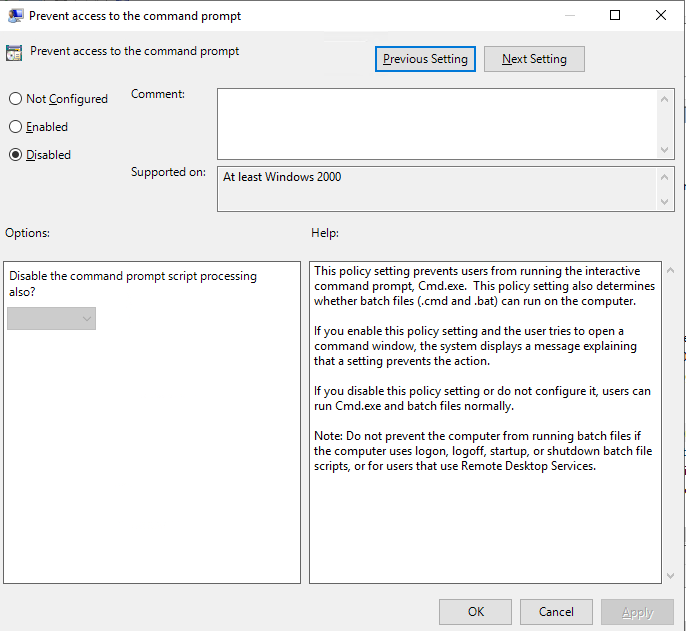 Prevent access to the command prompt
Prevent access to the command prompt
Previous Setting
Next Setting
Not Configured
Enabled
Disabled
Comment:
Supported on:
At least Windows 2000
Options:
Help:
Disable the command prompt script processing
also?
This policy setting prevents users from running the interactive
command prompt, Cmd.exe.  This policy setting also determines
whether batch files (.cmd and .bat) can run on the computer.
If you enable this policy setting and the user tries to open a
command window, the system displays a message explaining
that a setting prevents the action.
If you disable this policy setting or do not configure it, users can
run Cmd.exe and batch files normally.
Note: Do not prevent the computer from running batch files if
the computer uses logon, logoff, startup, or shutdown batch file
scripts, or for users that use Remote Desktop Services.
OK
Cancel
Apply